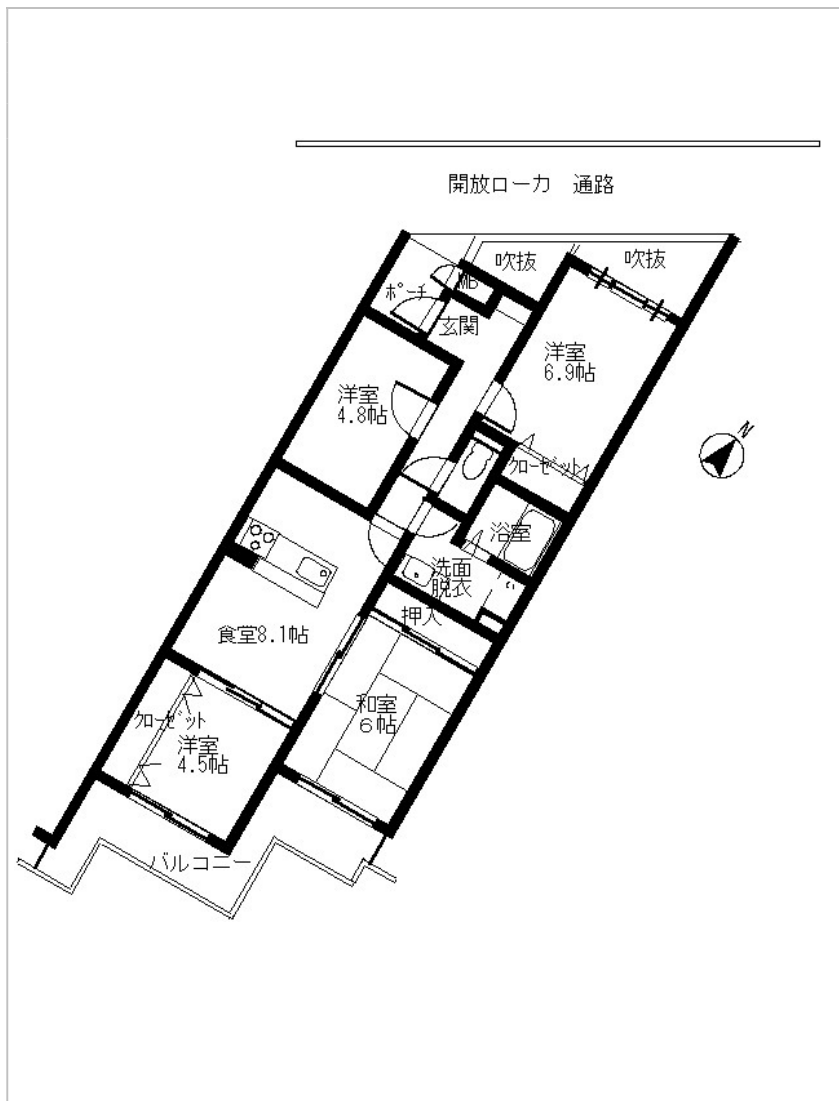 開放ローカ 通路
吹抜
吹抜
MB
ポーチ
玄関
洋室
6.9帖
洋室
4.8帖
N
クローゼット
浴室
洗面
脱衣
押入
食室8.1帖
和室
6帖
クローゼット
洋室
4.5帖
バルコニー